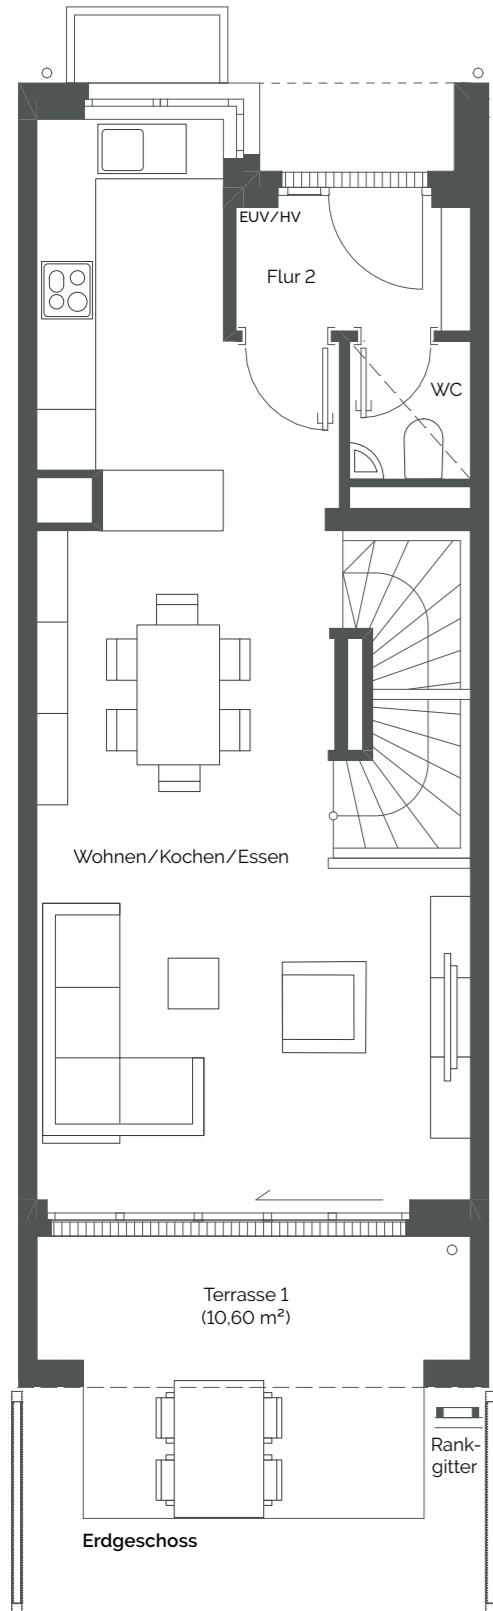 EUV/HV
Flur 2
WC
Wohnen/Kochen/Essen
Terrasse 1
(10,60 m²)
Rank-
gitter
Erdgeschoss